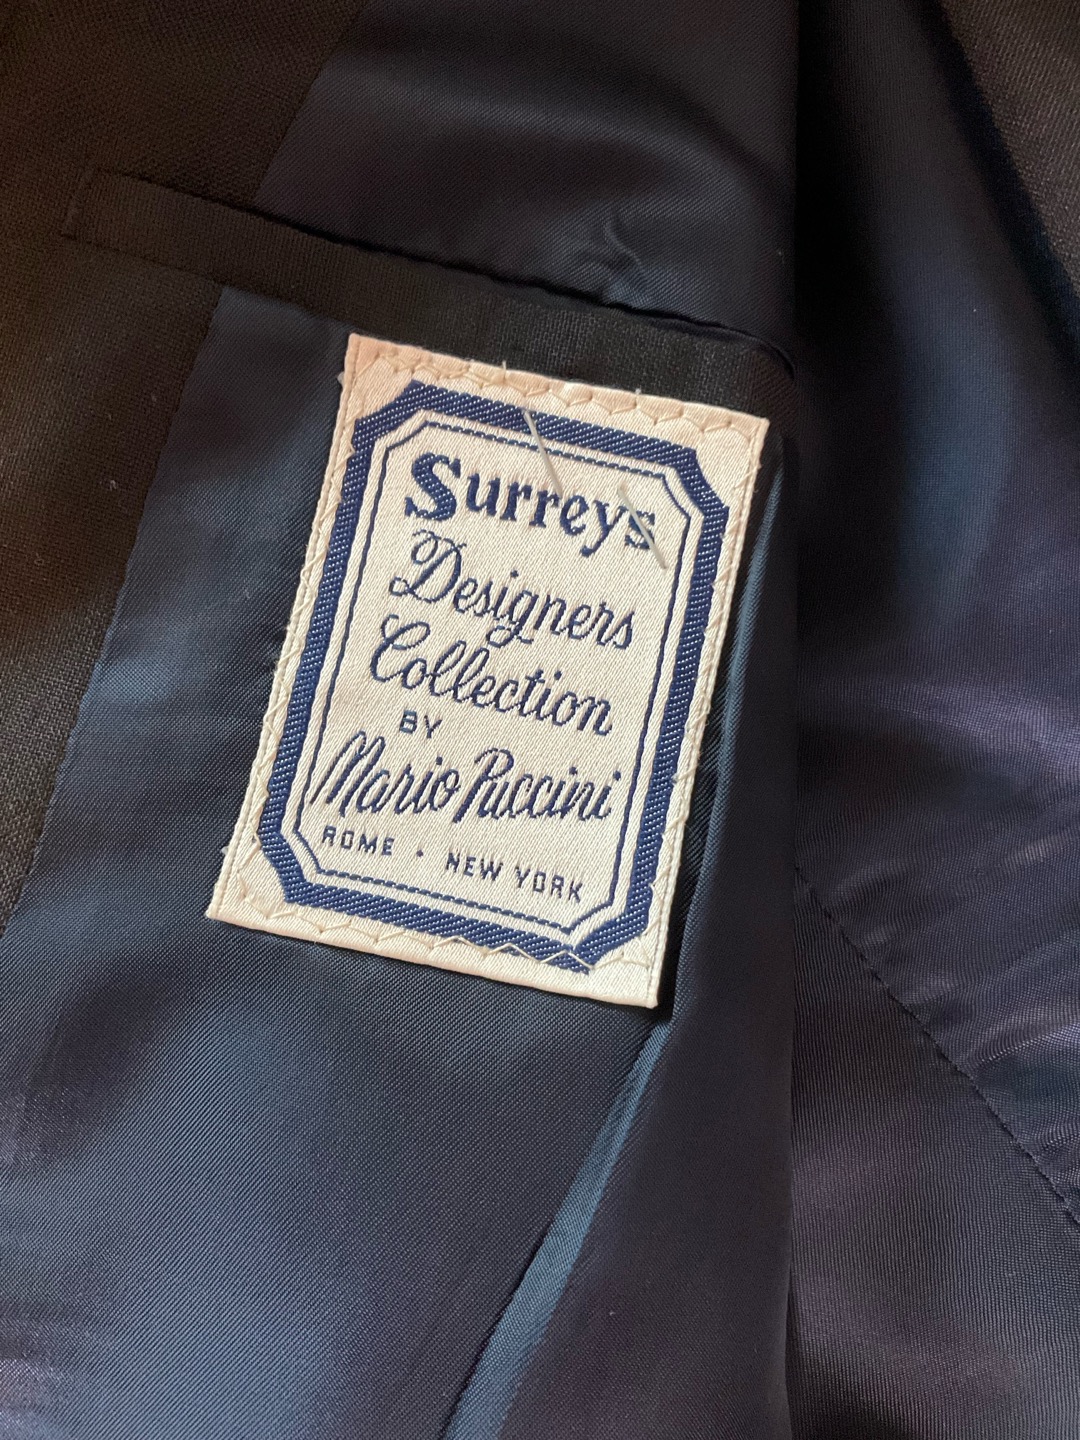 Surreys
Designers
Collection
BY
Mario Puccini
ROME · NEW YORK